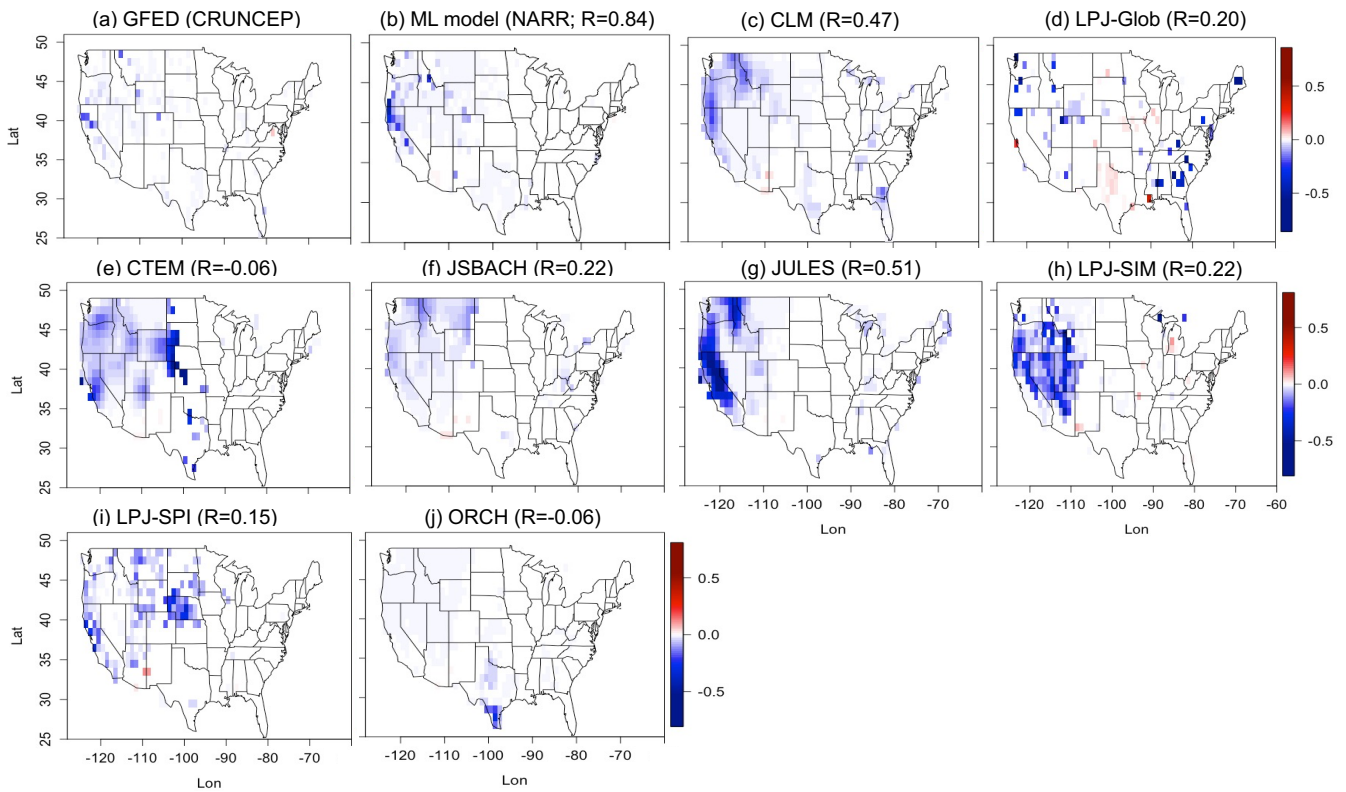 (a) GFED (CRUNCEP) (b) ML model (NARR; R=0.84) (c) CLM (R=0.47) (d) LPJ-Glob (R=0.20)
50
45
40
35
30
25
Lat
0.5
0.0
-0.5
(e) CTEM (R=-0.06) (f) JSBACH (R=0.22) (g) JULES (R=0.51) (h) LPJ-SIM (R=0.22)
50
45
40
35
30
25
Lat
0.5
0.0
-0.5
-120 -110 -100 -90 -80 -70 -120 -110 -100 -90 -80 -70 -60
Lon Lon
(i) LPJ-SPI (R=0.15) (j) ORCH (R=-0.06)
50
45
40
35
30
25
Lat
0.5
0.0
-0.5
-120 -110 -100 -90 -80 -70 -120 -110 -100 -90 -80 -70
Lon Lon